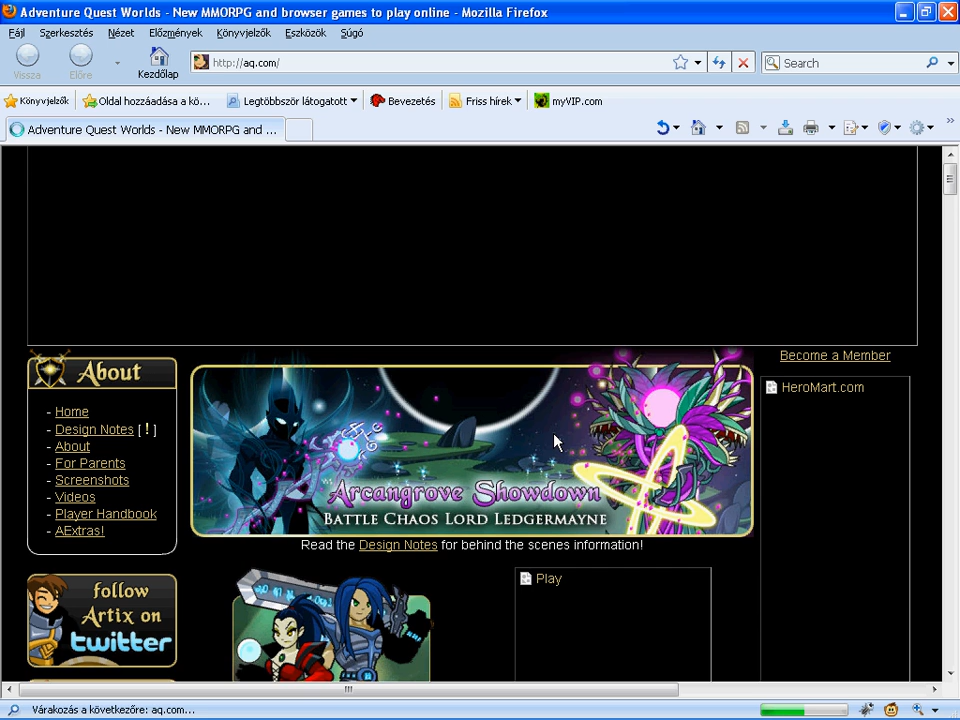 Adventure Quest Worlds - New MMORPG and browser games to play online - Mozilla Firefox
Fájl Szerkesztés Nézet Előzmények Könyvjelzők Eszközök Súgó
Vissza Előre Kezdőlap http://aq.com/ Search
Könyvjelzők Oldal hozzáadása a kö... Legtöbbször látogatott Bevezetés Friss hírek myVIP.com
Adventure Quest Worlds - New MMORPG and ...
Become a Member
About
HeroMart.com
- Home
- Design Notes [ ! ]
- About
- For Parents
- Screenshots
- Videos
- Player Handbook
- AExtras!
Arcangrove Showdown
Battle Chaos Lord Ledgermayne
Read the Design Notes for behind the scenes information!
Play
follow
Artix on
twitter
Várakozás a következőre: aq.com...